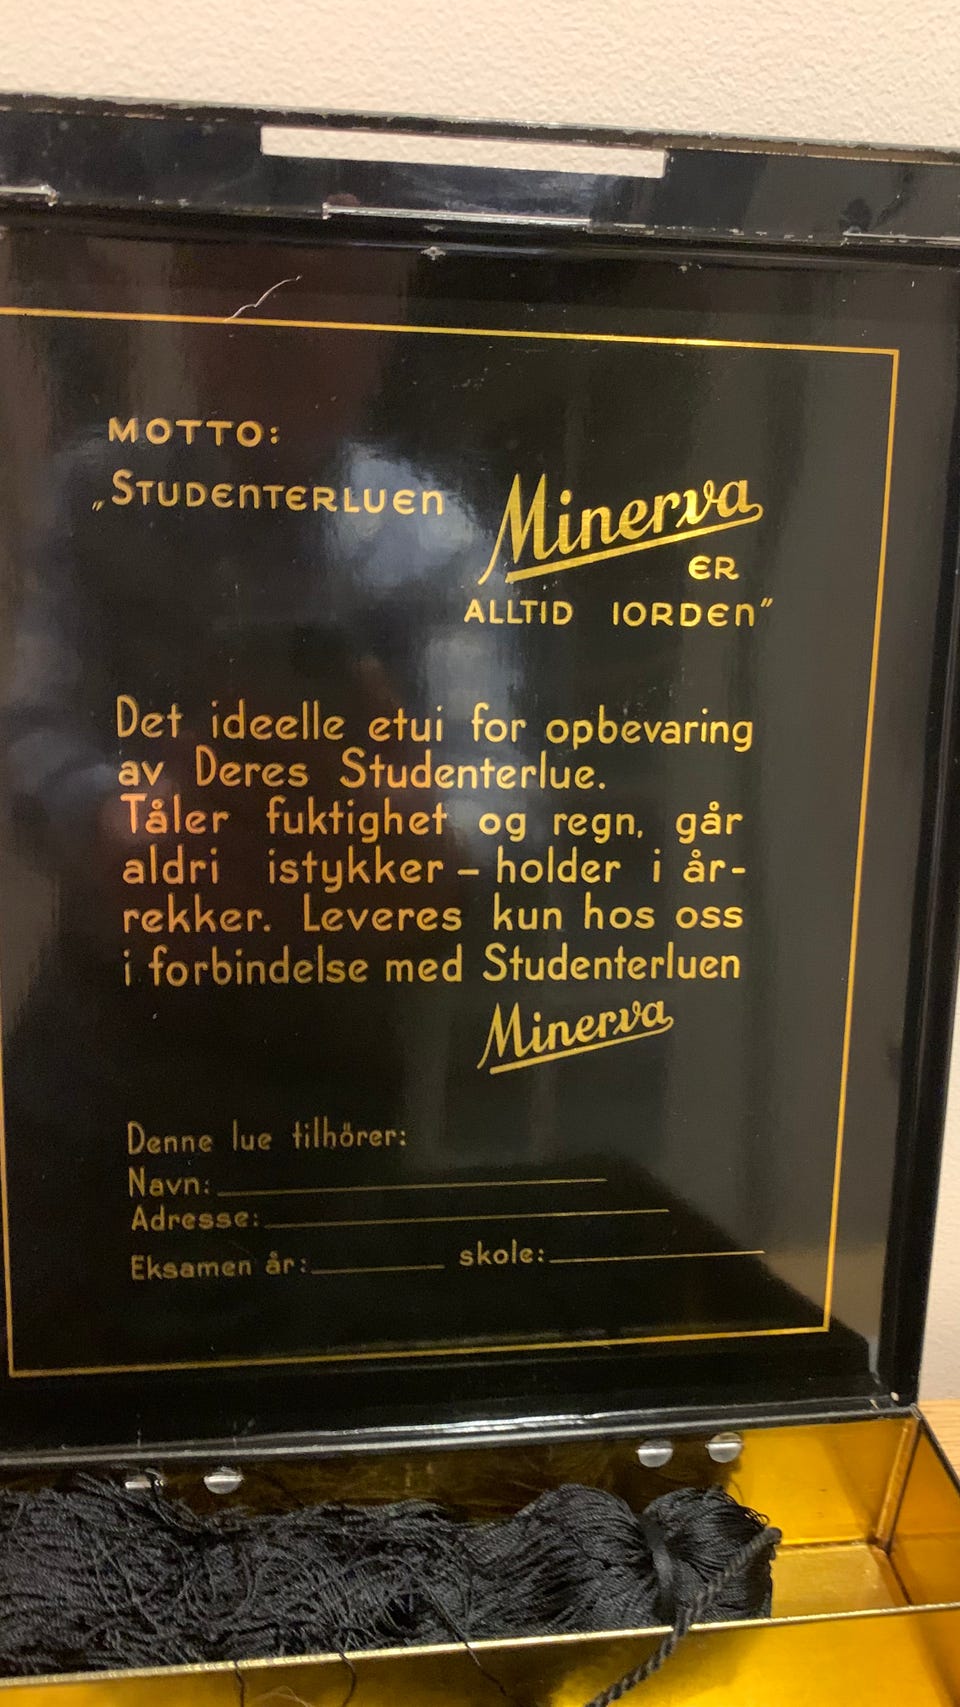 MOTTO:
„STUDENTERLUEN Minerva
ER
ALLTID IORDEN”
Det ideelle etui for opbevaring
av Deres Studenterlue.
Tåler fuktighet og regn, går
aldri istykker – holder i år-
rekker. Leveres kun hos oss
i forbindelse med Studenterluen
Minerva
Denne lue tilhörer:
Navn:
Adresse:
Eksamen år: skole: